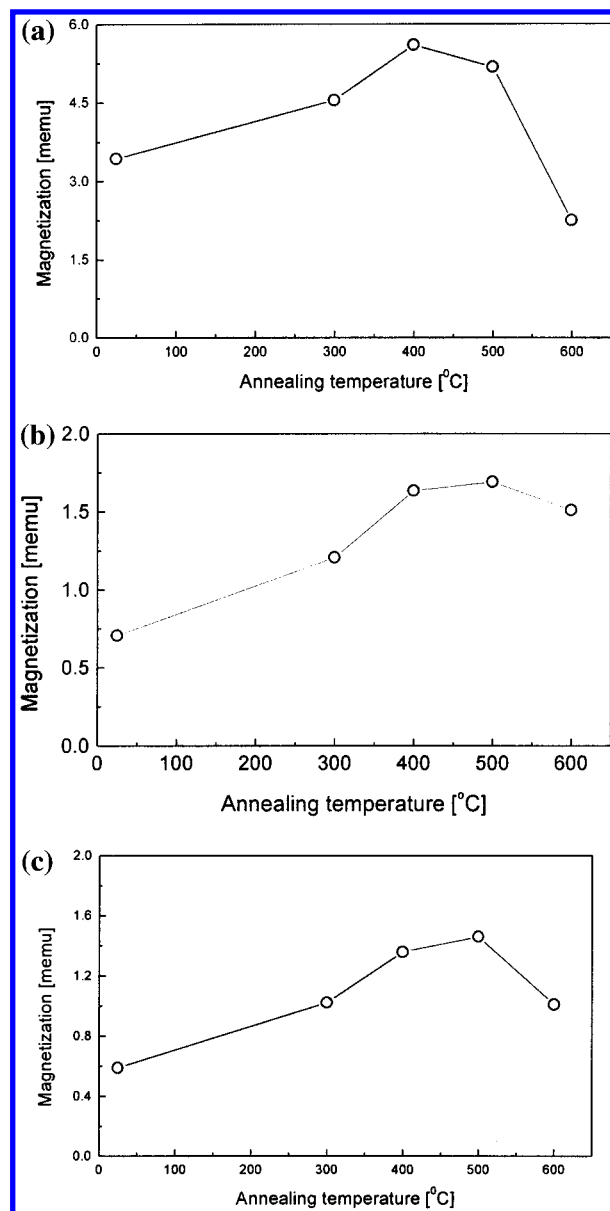 (a)
6.0
4.5
3.0
1.5
0.0
Magnetization [memu]
0 100 200 300 400 500 600
Annealing temperature [°C]
(b)
2.0
1.5
1.0
0.5
0.0
Magnetization [memu]
0 100 200 300 400 500 600
Annealing temperature [°C]
(c)
2.0
1.6
1.2
0.8
0.4
0.0
Magnetization [memu]
0 100 200 300 400 500 600
Annealing temperature [°C]